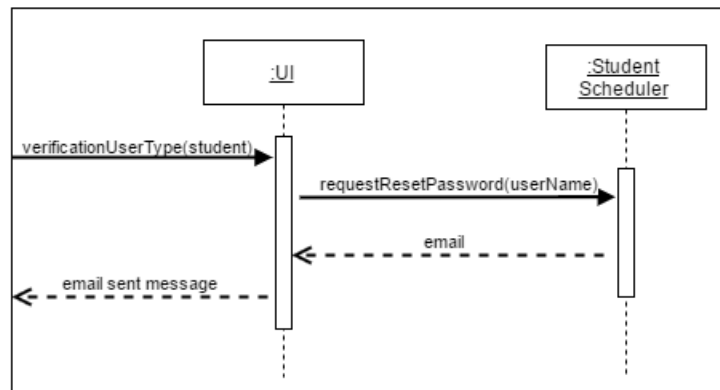 :UI
:Student
Scheduler
verificationUserType(student)
requestResetPassword(userName)
email
email sent message